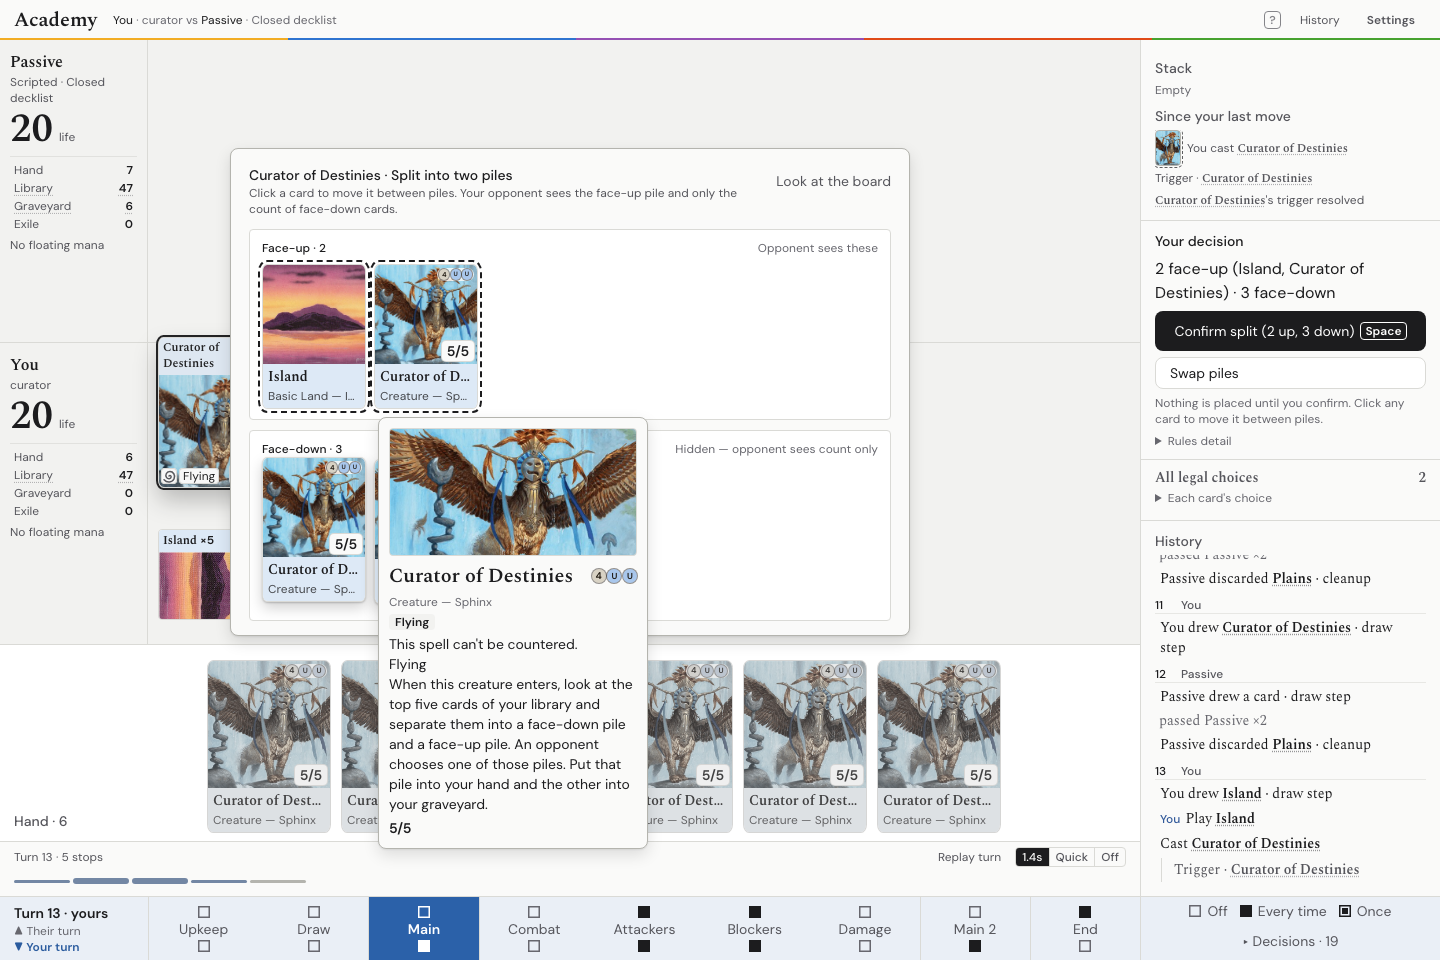 Academy You · curator vs Passive · Closed decklist ? History Settings
Passive
Scripted · Closed
decklist
20 life
Hand 7
Library 47
Graveyard 6
Exile 0
No floating mana
You
curator
20 life
Hand 6
Library 47
Graveyard 0
Exile 0
No floating mana
Curator of
Destinies
Flying
Island ×5
Curator of Destinies · Split into two piles
Click a card to move it between piles. Your opponent sees the face-up pile and only the
count of face-down cards.
Look at the board
Face-up · 2 Opponent sees these
4 U U
5/5
Island
Basic Land — I...
Curator of D...
Creature — Sp...
Face-down · 3 Hidden — opponent sees count only
4 U U
5/5
Curator of D...
Creature — Sp...
Curator of Destinies 4 U U
Creature — Sphinx
Flying
This spell can't be countered.
Flying
When this creature enters, look at the
top five cards of your library and
separate them into a face-down pile
and a face-up pile. An opponent
chooses one of those piles. Put that
pile into your hand and the other into
your graveyard.
5/5
Hand · 6
4 U U
5/5
Curator of Dest...
Creature — Sphinx
Cura
Creat
4 U U
5/5
tor of Dest...
ure — Sphinx
4 U U
5/5
Curator of Dest...
Creature — Sphinx
4 U U
5/5
Curator of Dest...
Creature — Sphinx
Turn 13 · 5 stops Replay turn 1.4s Quick Off
Turn 13 · yours
▲ Their turn
▼ Your turn
Upkeep Draw Main Combat Attackers Blockers Damage Main 2 End
Stack
Empty
Since your last move
You cast Curator of Destinies
Trigger · Curator of Destinies
Curator of Destinies's trigger resolved
Your decision
2 face-up (Island, Curator of
Destinies) · 3 face-down
Confirm split (2 up, 3 down) Space
Swap piles
Nothing is placed until you confirm. Click any
card to move it between piles.
▶ Rules detail
All legal choices 2
▶ Each card's choice
History
passed Passive ×2
Passive discarded Plains · cleanup
11 You
You drew Curator of Destinies · draw
step
12 Passive
Passive drew a card · draw step
passed Passive ×2
Passive discarded Plains · cleanup
13 You
You drew Island · draw step
You Play Island
Cast Curator of Destinies
Trigger · Curator of Destinies
Off Every time Once
▸ Decisions · 19